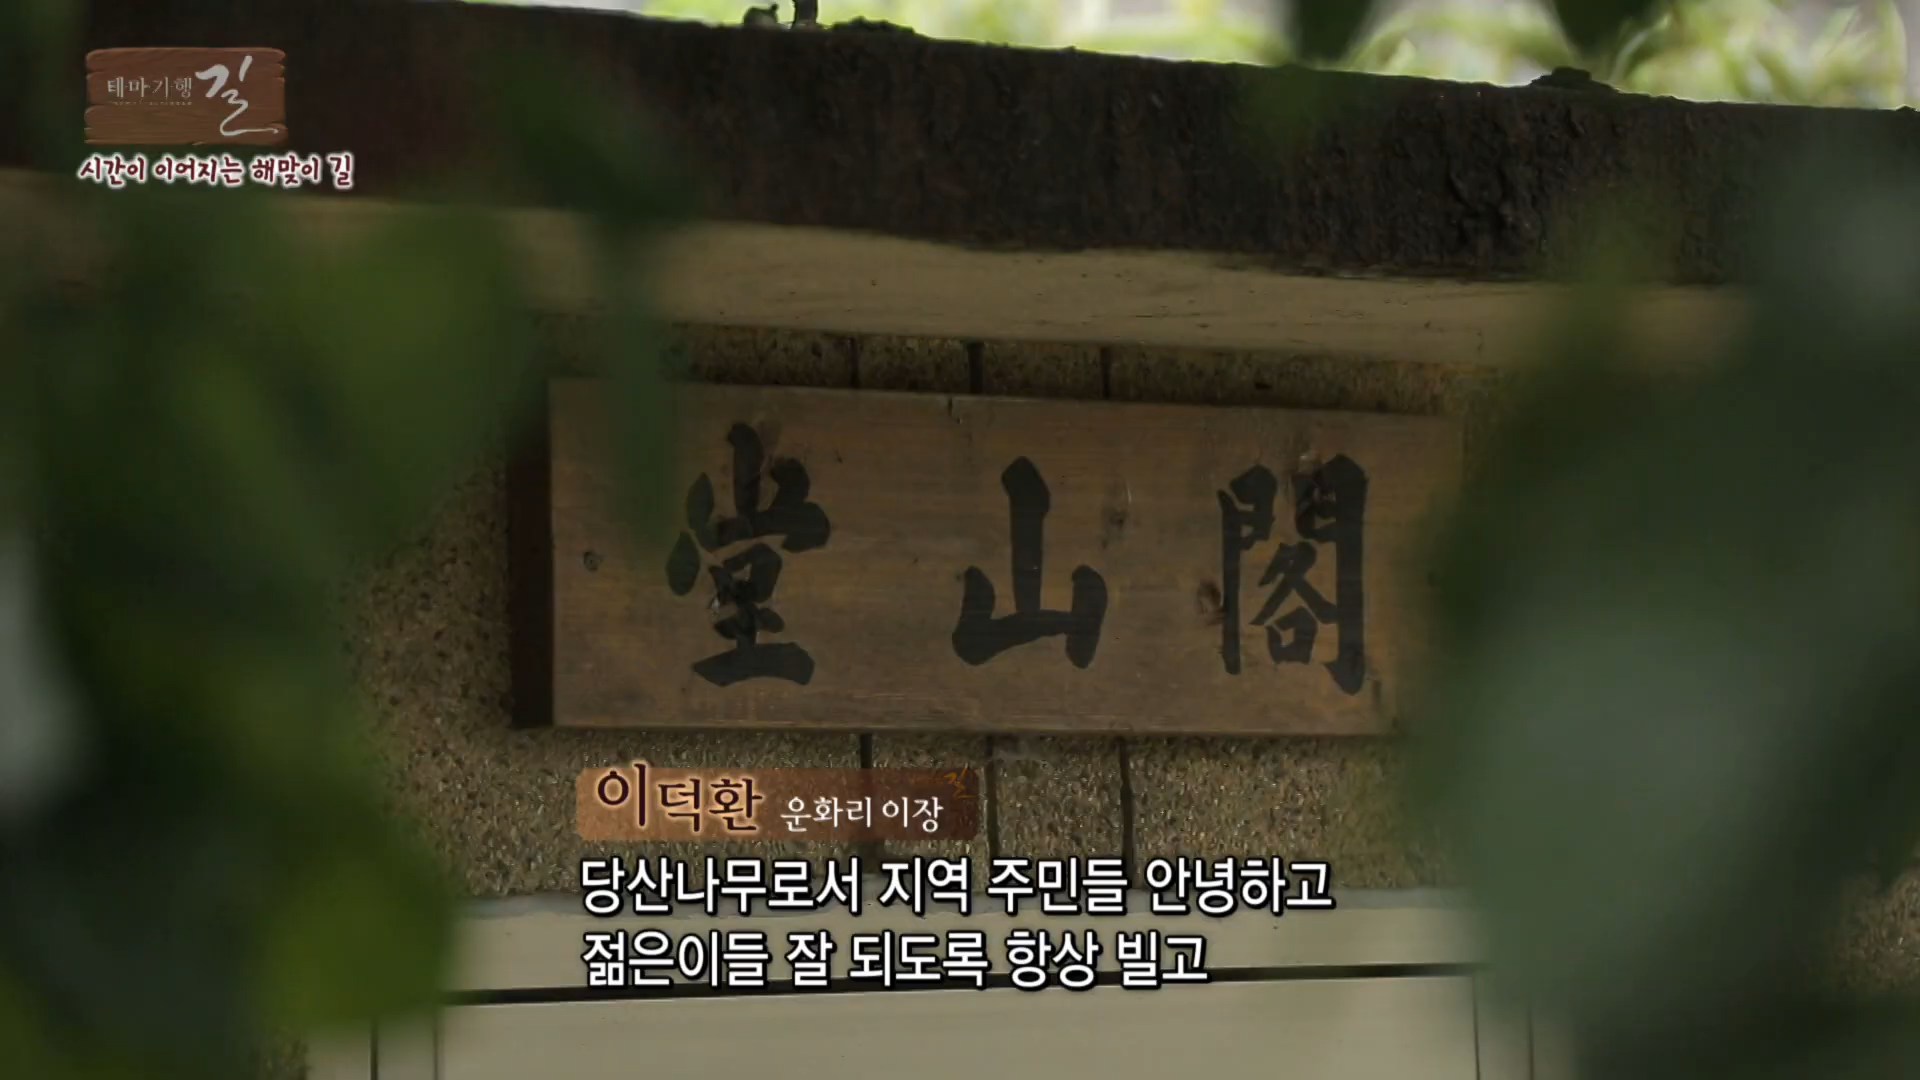 테마기행 길
시간이 이어지는 해맞이 길
堂山閣
이덕환 운화리 이장
당산나무로서 지역 주민들 안녕하고
젊은이들 잘 되도록 항상 빌고